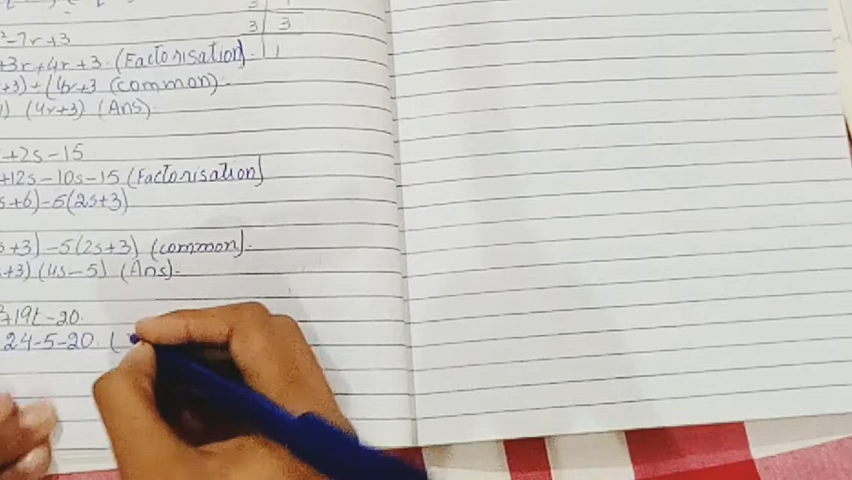 ²-7r+3
3 | 3
+3r+4r+3. (Factorisation) | 1
+3)+(4r+3 (common)
1) (4r+3) (Ans).
+2s-15
+12s-10s-15 (Factorisation)
s+6)-5(2s+3)
s+3)-5(2s+3) (common).
s+3) (4s-5) (Ans).
²+19t-20.
24-5-20 (